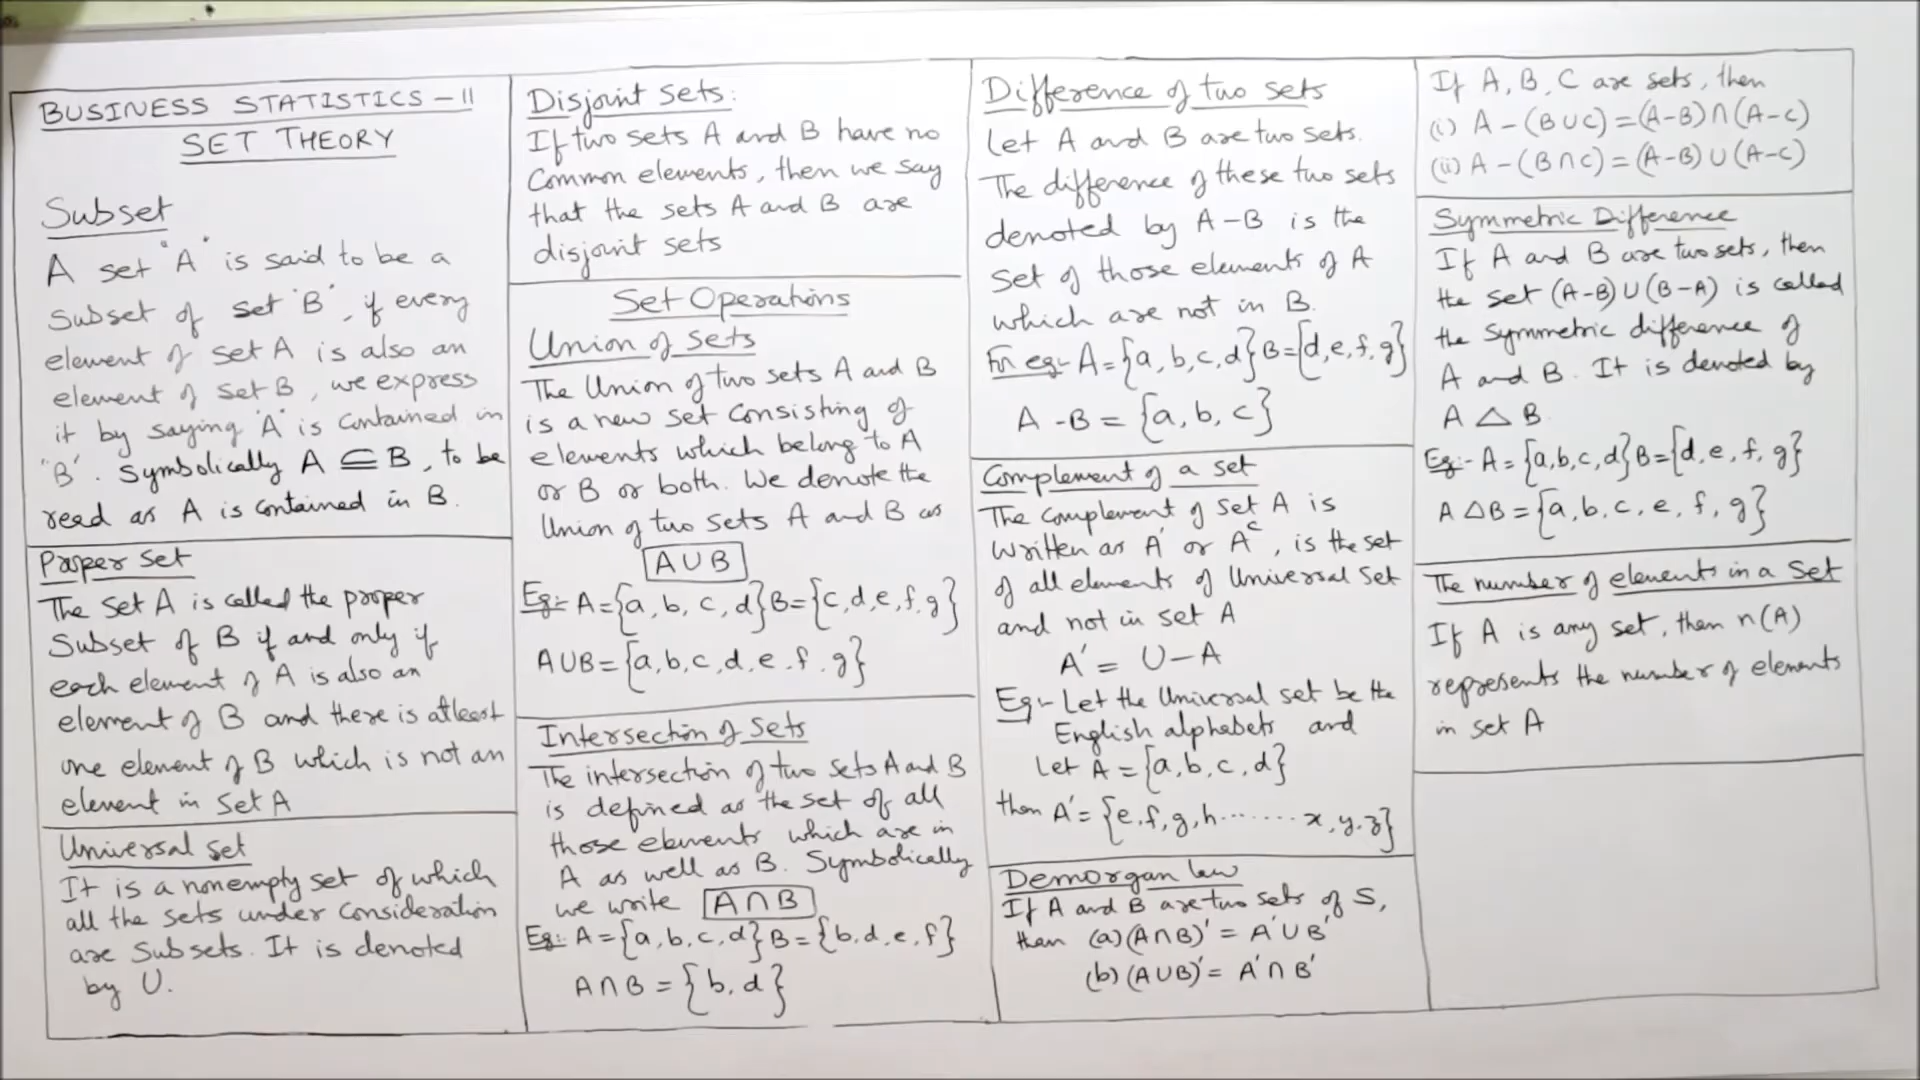 BUSINESS STATISTICS - II
SET THEORY
Subset
A set "A" is said to be a
subset of set 'B', if every
element of set A is also an
element of set B, we express
it by saying 'A' is contained in
'B'. Symbolically A ⊆ B, to be
read as A is contained in B.
Proper set
The set A is called the proper
Subset of B if and only if
each element of A is also an
element of B and there is atleast
one element of B which is not an
element in set A
Universal set
It is a nonempty set of which
all the sets under consideration
are subsets. It is denoted
by U.
Disjoint sets:
If two sets A and B have no
common elements, then we say
that the sets A and B are
disjoint sets
Set Operations
Union of Sets
The Union of two sets A and B
is a new set consisting of
elements which belong to A
or B or both. We denote the
Union of two sets A and B as
A∪B
Eg:- A={a, b, c, d} B={c,d,e,f,g}
A∪B={a,b,c,d,e,f,g}
Intersection of sets
The intersection of two sets A and B
is defined as the set of all
those elements which are in
A as well as B. Symbolically
we write A∩B
Eg:- A={a,b,c,d} B={b,d,e,f}
A∩B = {b,d}
Difference of two sets
Let A and B are two sets.
The difference of these two sets
denoted by A-B is the
set of those elements of A
which are not in B.
For eg:- A={a,b,c,d} B={d,e,f,g}
A-B = {a,b,c}
Complement of a set
The complement of set A is
written as A' or Aᶜ, is the set
of all elements of Universal set
and not in set A
A' = U-A
Eg:- Let the Universal set be the
English alphabets and
Let A = {a,b,c,d}
then A'={e,f,g,h.......x,y,z}
Demorgan law
If A and B are two sets of S,
then (a) (A∩B)' = A'∪B'
(b) (A∪B)' = A'∩B'
If A, B, C are sets, then
(i) A-(B∪C)=(A-B)∩(A-C)
(ii) A-(B∩C)=(A-B)∪(A-C)
Symmetric Difference
If A and B are two sets, then
the set (A-B)∪(B-A) is called
the symmetric difference of
A and B. It is denoted by
A △ B
Eg:- A={a,b,c,d} B={d,e,f,g}
A△B={a,b,c,e,f,g}
The number of elements in a set
If A is any set, then n(A)
represents the number of elements
in set A